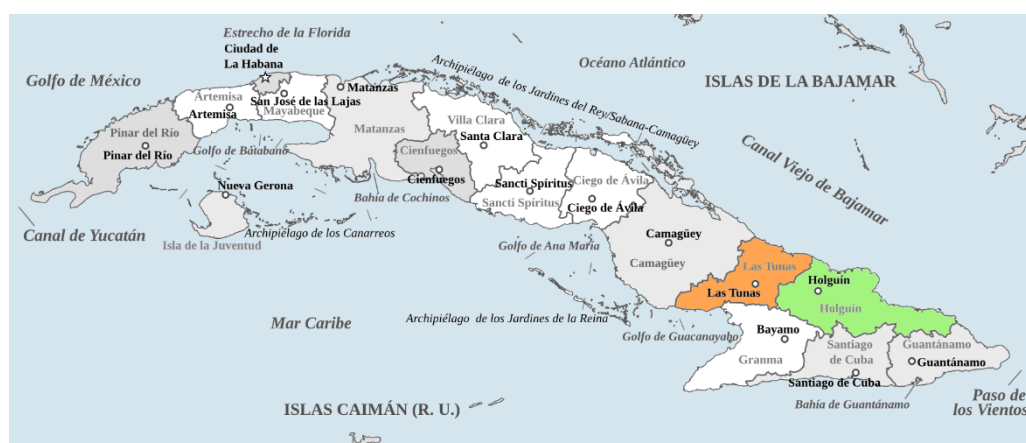 Estrecho de la Florida
Ciudad de
La Habana
Golfo de México
Océano Atlántico
ISLAS DE LA BAJAMAR
Archipiélago de los Jardines del Rey/Sabana-Camagüey
Matanzas
Artemisa
San José de las Lajas
Artemisa
Mayabeque
Villa Clara
Matanzas
Santa Clara
Pinar del Río
Pinar del Río
Golfo de Batabanó
Cienfuegos
Canal Viejo de Bajamar
Cienfuegos
Nueva Gerona
Bahía de Cochinos
Sancti Spíritus
Sancti Spíritus
Ciego de Ávila
Ciego de Ávila
Canal de Yucatán
Archipiélago de los Canarreos
Isla de la Juventud
Golfo de Ana María
Camagüey
Camagüey
Las Tunas
Las Tunas
Holguín
Holguín
Mar Caribe
Archipiélago de los Jardines de la Reina
Golfo de Guacanayabo
Bayamo
Granma
Santiago
de Cuba
Guantánamo
Guantánamo
Santiago de Cuba
Bahía de Guantánamo
Paso de
los Vientos
ISLAS CAIMÁN (R. U.)